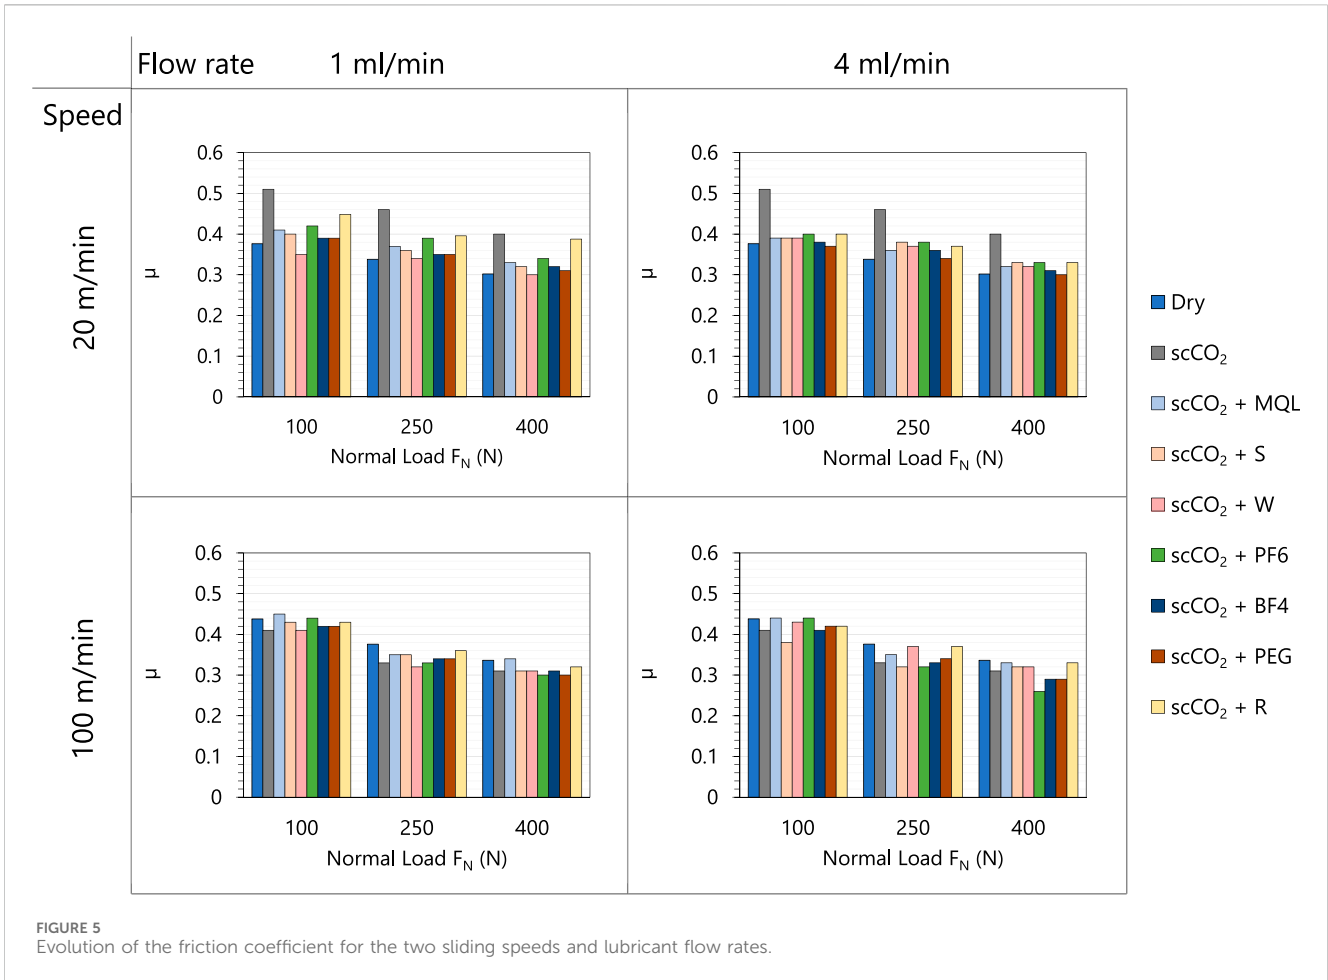 Flow rate 1 ml/min 4 ml/min
Speed
20 m/min
0.6
0.5
0.4
0.3
0.2
0.1
0
μ
100 250 400
Normal Load FN (N)
0.6
0.5
0.4
0.3
0.2
0.1
0
μ
100 250 400
Normal Load FN (N)
100 m/min
0.6
0.5
0.4
0.3
0.2
0.1
0
μ
100 250 400
Normal Load FN (N)
0.6
0.5
0.4
0.3
0.2
0.1
0
μ
100 250 400
Normal Load FN (N)
Dry
scCO2
scCO2 + MQL
scCO2 + S
scCO2 + W
scCO2 + PF6
scCO2 + BF4
scCO2 + PEG
scCO2 + R
FIGURE 5
Evolution of the friction coefficient for the two sliding speeds and lubricant flow rates.